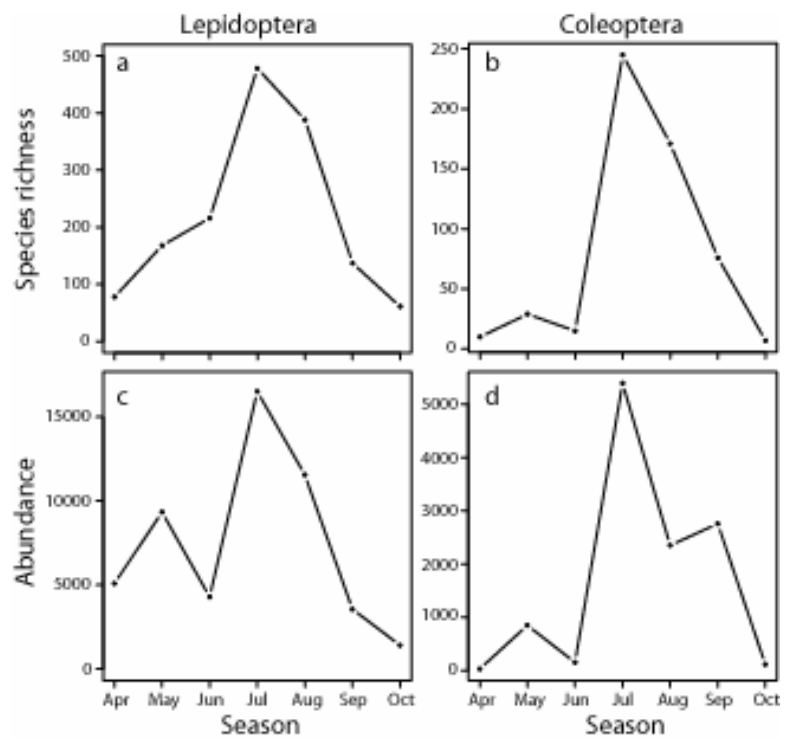 Lepidoptera Coleoptera
a
b
Species richness
500
400
300
200
100
0
250
200
150
100
50
0
c
d
Abundance
15000
10000
5000
0
5000
4000
3000
2000
1000
0
Apr May Jun Jul Aug Sep Oct
Apr May Jun Jul Aug Sep Oct
Season Season